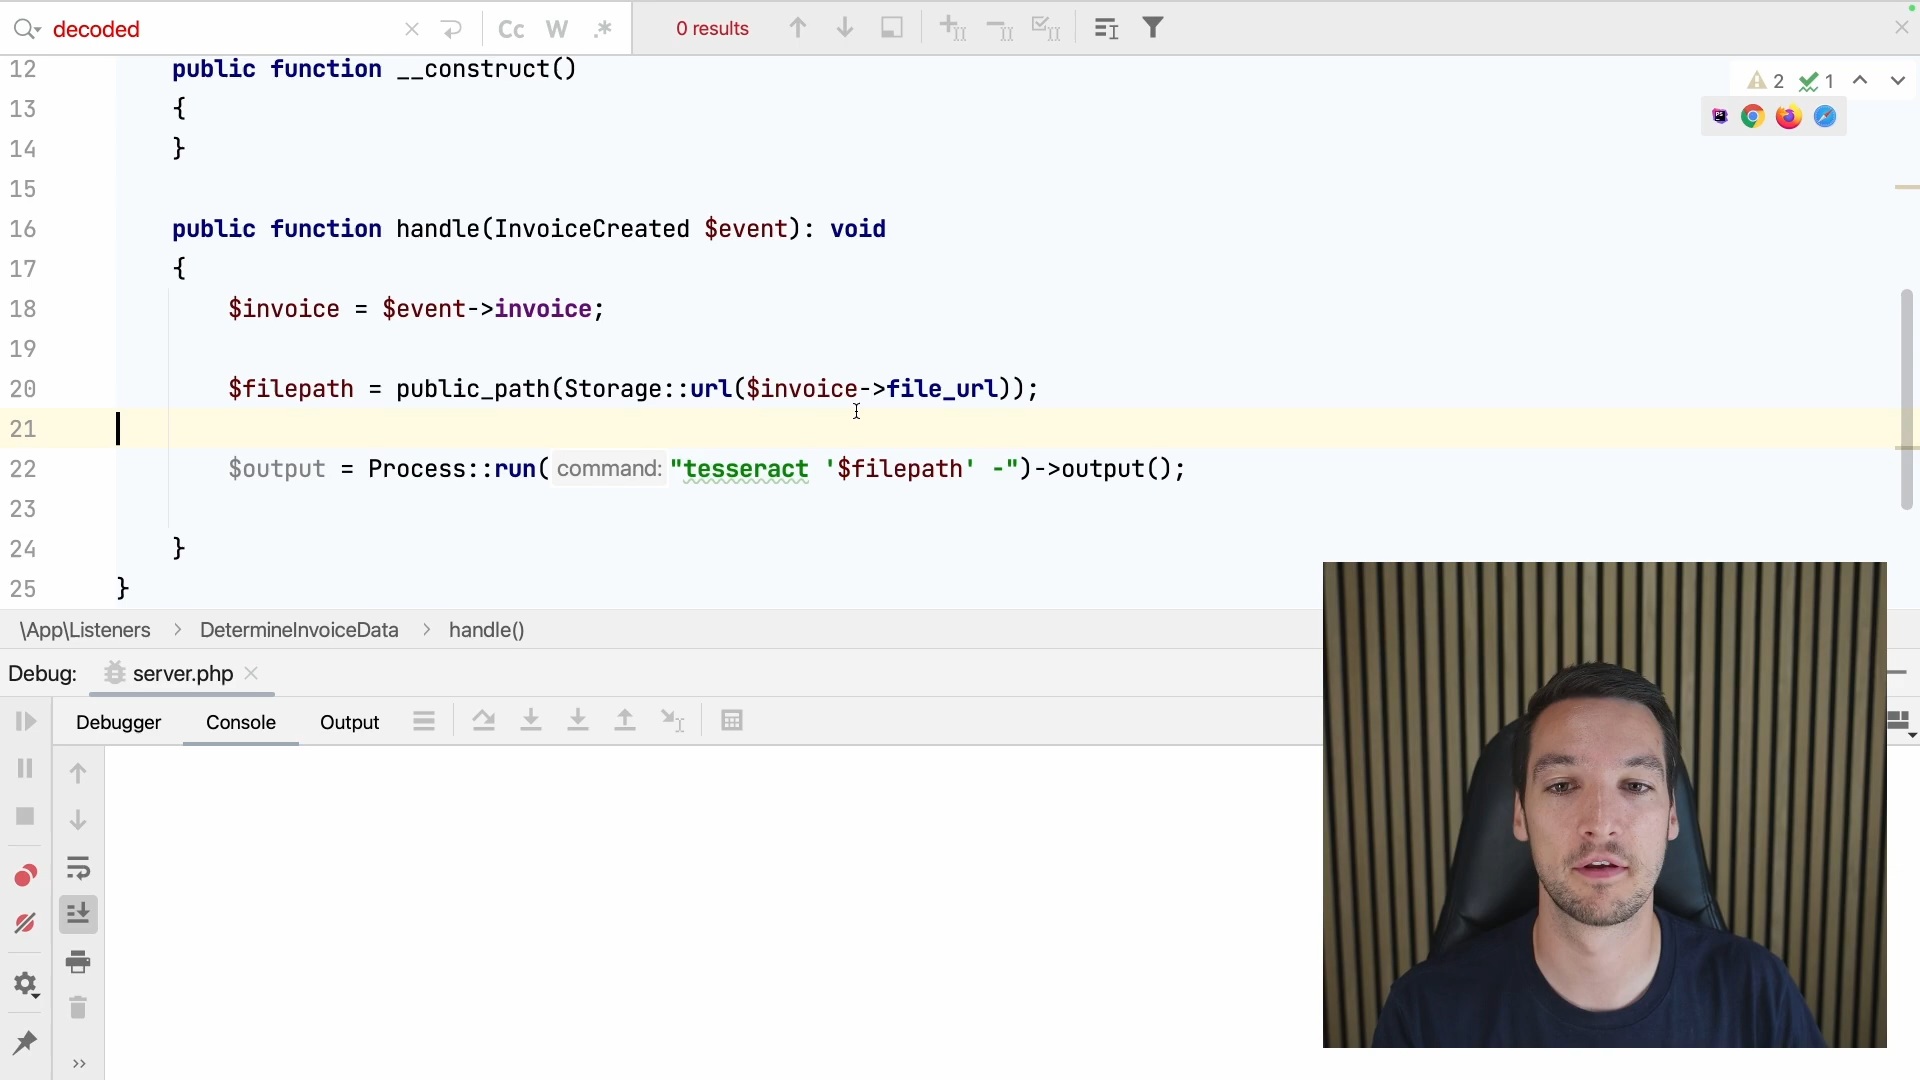 decoded
Cc W .*
0 results
12 public function __construct()
13 {
14 }
15
2 1
16 public function handle(InvoiceCreated $event): void
17 {
18 $invoice = $event->invoice;
19
20 $filepath = public_path(Storage::url($invoice->file_url));
21
22 $output = Process::run( command: "tesseract '$filepath' -")->output();
23
24 }
25 }
\App\Listeners > DetermineInvoiceData > handle()
Debug: server.php
Debugger Console Output